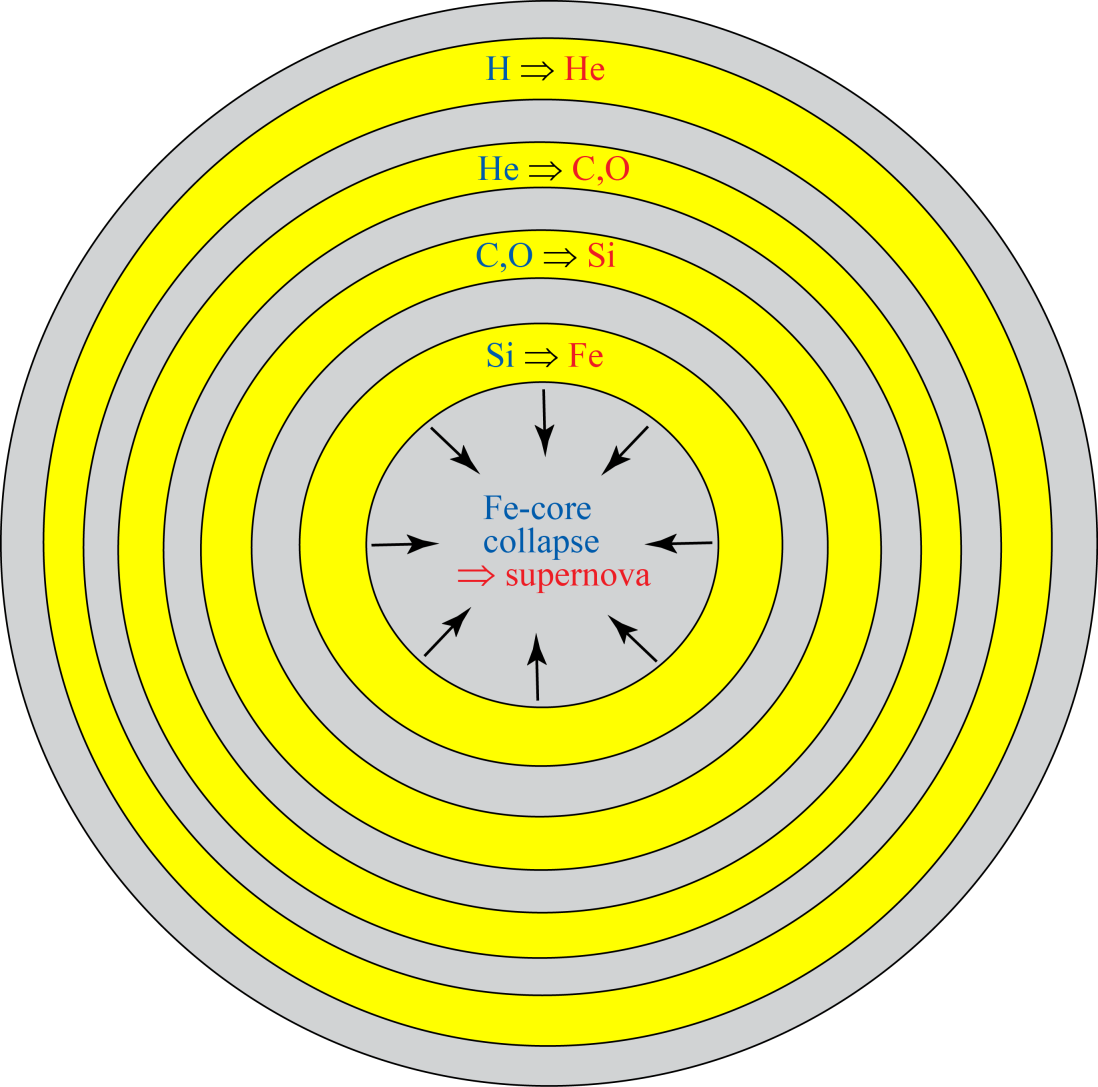 H ⇒ He
He ⇒ C,O
C,O ⇒ Si
Si ⇒ Fe
Fe-core
collapse
⇒ supernova